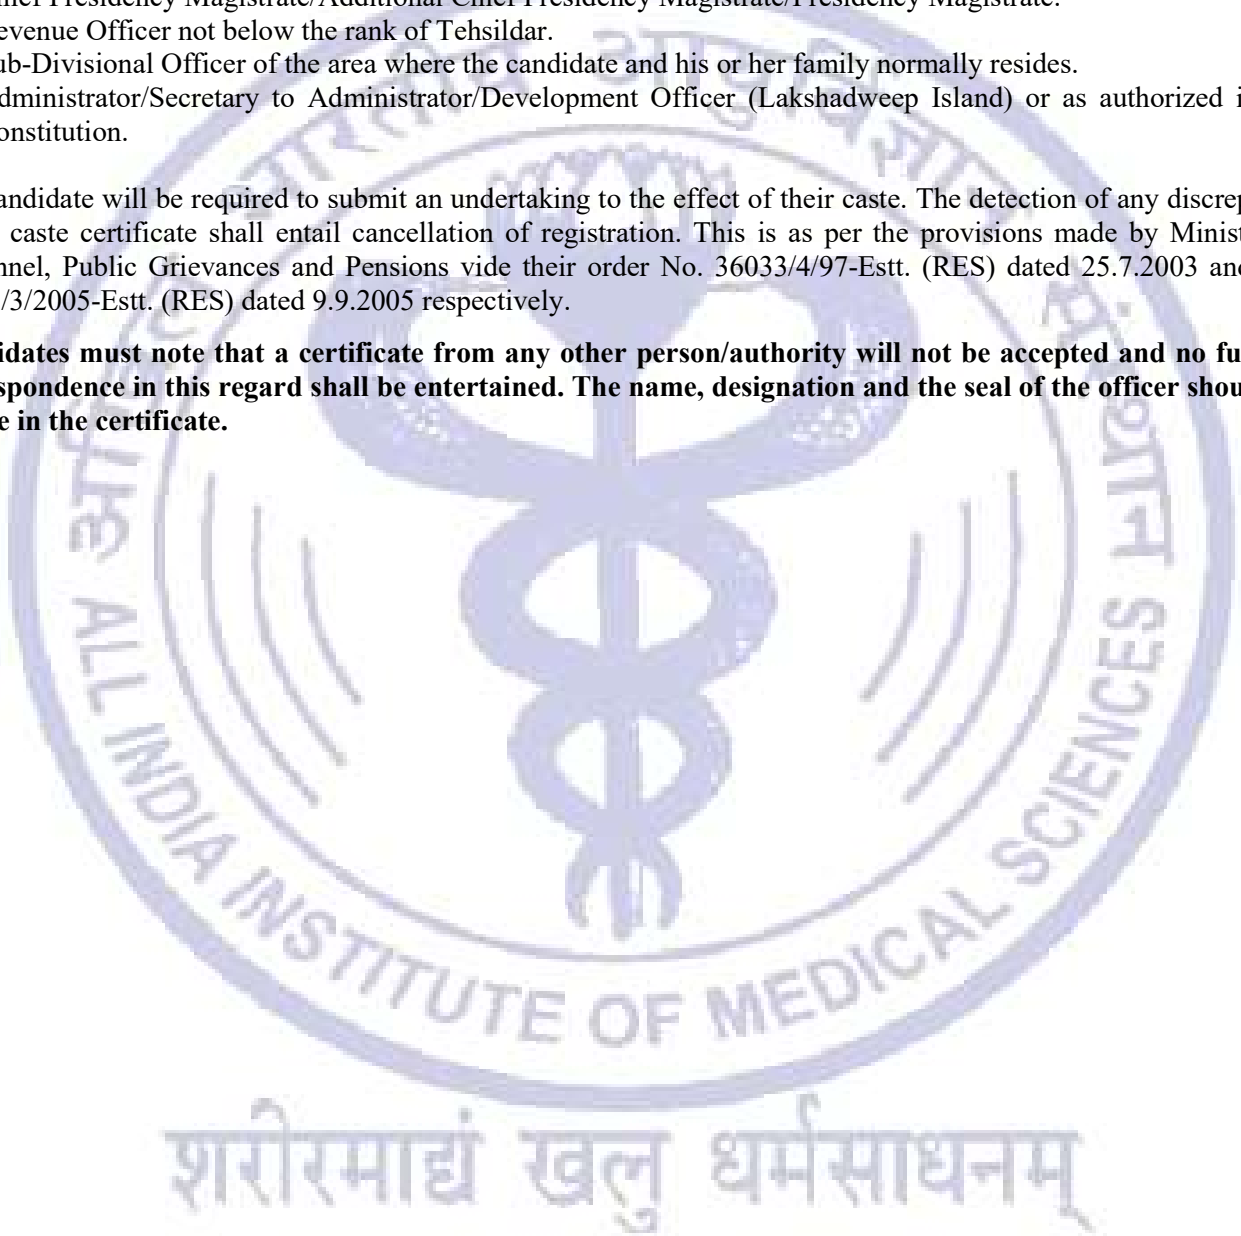 hief Presidency Magistrate/Additional Chief Presidency Magistrate/Presidency Magistrate.
evenue Officer not below the rank of Tehsildar.
ub-Divisional Officer of the area where the candidate and his or her family normally resides.
dministrator/Secretary to Administrator/Development Officer (Lakshadweep Island) or as authorized i
onstitution.
andidate will be required to submit an undertaking to the effect of their caste. The detection of any discrep
caste certificate shall entail cancellation of registration. This is as per the provisions made by Minist
nnel, Public Grievances and Pensions vide their order No. 36033/4/97-Estt. (RES) dated 25.7.2003 and
/3/2005-Estt. (RES) dated 9.9.2005 respectively.
idates must note that a certificate from any other person/authority will not be accepted and no fu
spondence in this regard shall be entertained. The name, designation and the seal of the officer shou
e in the certificate.
अखिल भारतीय आयुर्विज्ञान संस्थान
ALL INDIA INSTITUTE OF MEDICAL SCIENCES
शरीरमाद्यं खलु धर्मसाधनम्